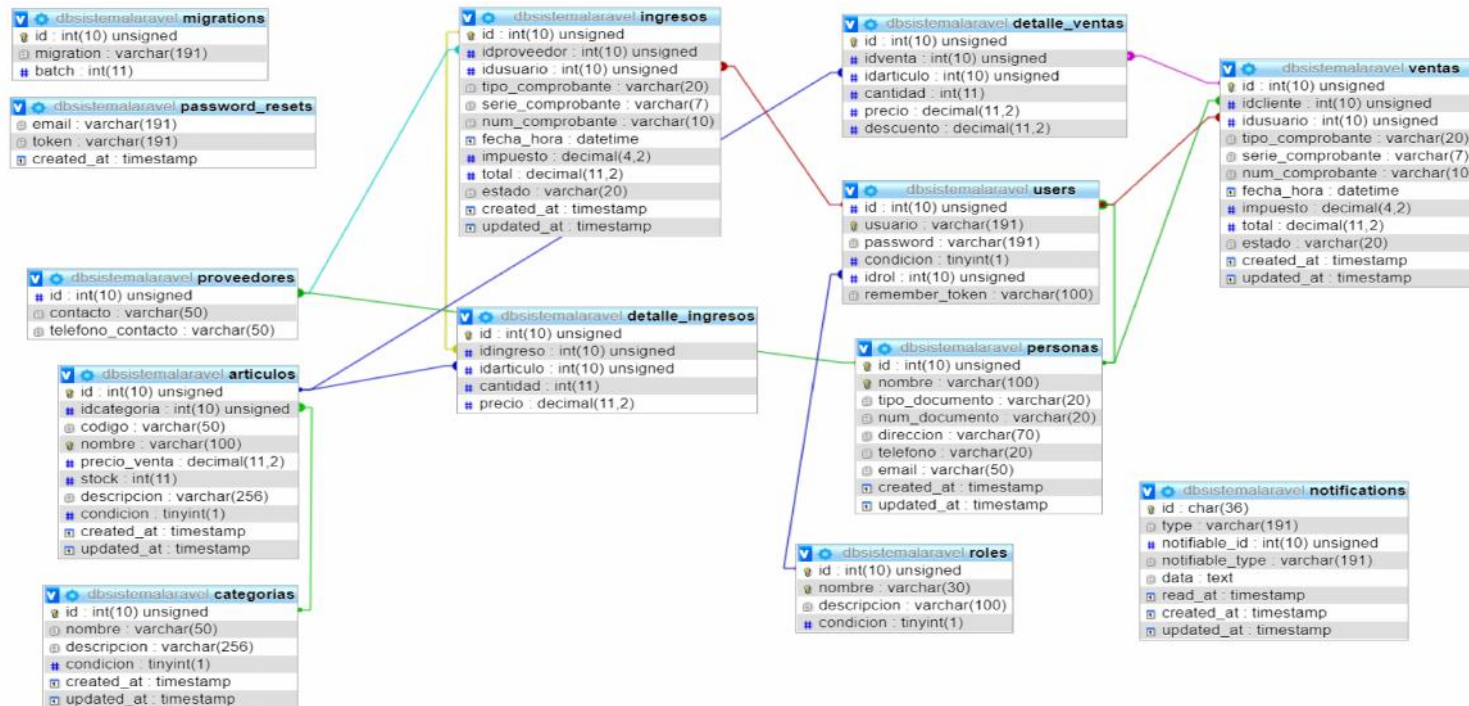 dbsistemalaravel migrations
id : int(10) unsigned
migration : varchar(191)
batch : int(11)
dbsistemalaravel password_resets
email : varchar(191)
token : varchar(191)
created_at : timestamp
dbsistemalaravel ingresos
id : int(10) unsigned
idproveedor : int(10) unsigned
idusuario : int(10) unsigned
tipo_comprobante : varchar(20)
serie_comprobante : varchar(7)
num_comprobante : varchar(10)
fecha_hora : datetime
impuesto : decimal(4,2)
total : decimal(11,2)
estado : varchar(20)
created_at : timestamp
updated_at : timestamp
dbsistemalaravel detalle_ventas
id : int(10) unsigned
idventa : int(10) unsigned
idarticulo : int(10) unsigned
cantidad : int(11)
precio : decimal(11,2)
descuento : decimal(11,2)
dbsistemalaravel ventas
id : int(10) unsigned
idcliente : int(10) unsigned
idusuario : int(10) unsigned
tipo_comprobante : varchar(20)
serie_comprobante : varchar(7)
num_comprobante : varchar(10
fecha_hora : datetime
impuesto : decimal(4,2)
total : decimal(11,2)
estado : varchar(20)
created_at : timestamp
updated_at : timestamp
dbsistemalaravel users
id : int(10) unsigned
usuario : varchar(191)
password : varchar(191)
condicion : tinyint(1)
idrol : int(10) unsigned
remember_token : varchar(100)
dbsistemalaravel proveedores
id : int(10) unsigned
contacto : varchar(50)
telefono_contacto : varchar(50)
dbsistemalaravel detalle_ingresos
id : int(10) unsigned
idingreso : int(10) unsigned
idarticulo : int(10) unsigned
cantidad : int(11)
precio : decimal(11,2)
dbsistemalaravel personas
id : int(10) unsigned
nombre : varchar(100)
tipo_documento : varchar(20)
num_documento : varchar(20)
direccion : varchar(70)
telefono : varchar(20)
email : varchar(50)
created_at : timestamp
updated_at : timestamp
dbsistemalaravel articulos
id : int(10) unsigned
idcategoria : int(10) unsigned
codigo : varchar(50)
nombre : varchar(100)
precio_venta : decimal(11,2)
stock : int(11)
descripcion : varchar(256)
condicion : tinyint(1)
created_at : timestamp
updated_at : timestamp
dbsistemalaravel notifications
id : char(36)
type : varchar(191)
notifiable_id : int(10) unsigned
notifiable_type : varchar(191)
data : text
read_at : timestamp
created_at : timestamp
updated_at : timestamp
dbsistemalaravel roles
id : int(10) unsigned
nombre : varchar(30)
descripcion : varchar(100)
condicion : tinyint(1)
dbsistemalaravel categorias
id : int(10) unsigned
nombre : varchar(50)
descripcion : varchar(256)
condicion : tinyint(1)
created_at : timestamp
updated_at : timestamp